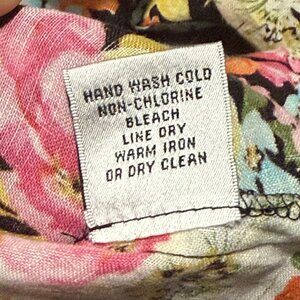 HAND WASH COLD
NON-CHLORINE
BLEACH
LINE DRY
WARM IRON
OR DRY CLEAN